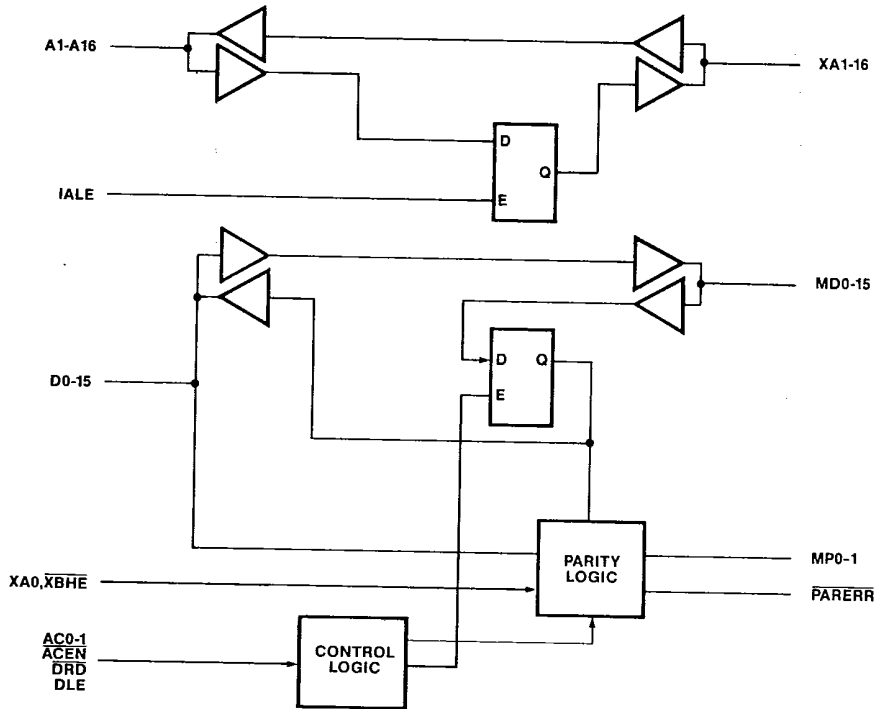 A1-A16
XA1-16
D
Q
IALE
E
MD0-15
D Q
D0-15
E
PARITY
LOGIC
MP0-1
XA0,XBHE
PARERR
AC0-1
ACEN
DRD
DLE
CONTROL
LOGIC